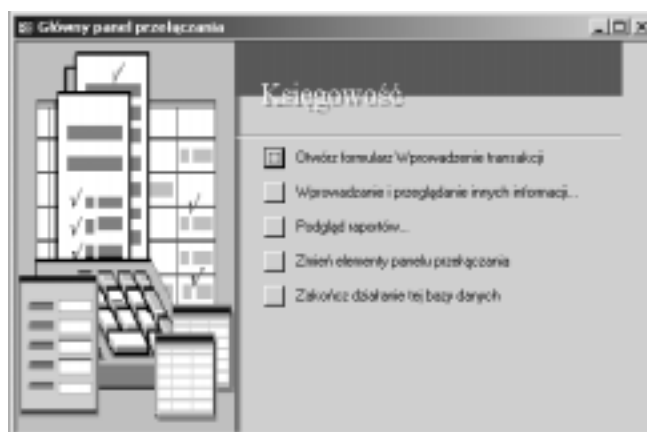 Główny panel przełączania
Księgowość
Otwórz formularz Wprowadzenie transakcji
Wprowadzanie i przeglądanie innych informacji...
Podgląd raportów...
Zmień elementy panelu przełączania
Zakończ działanie tej bazy danych